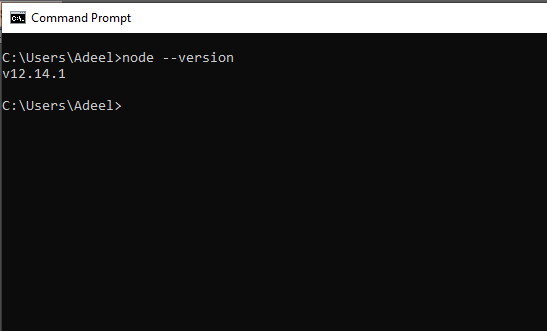 Command Prompt
C:\Users\Adeel>node --version
v12.14.1
C:\Users\Adeel>